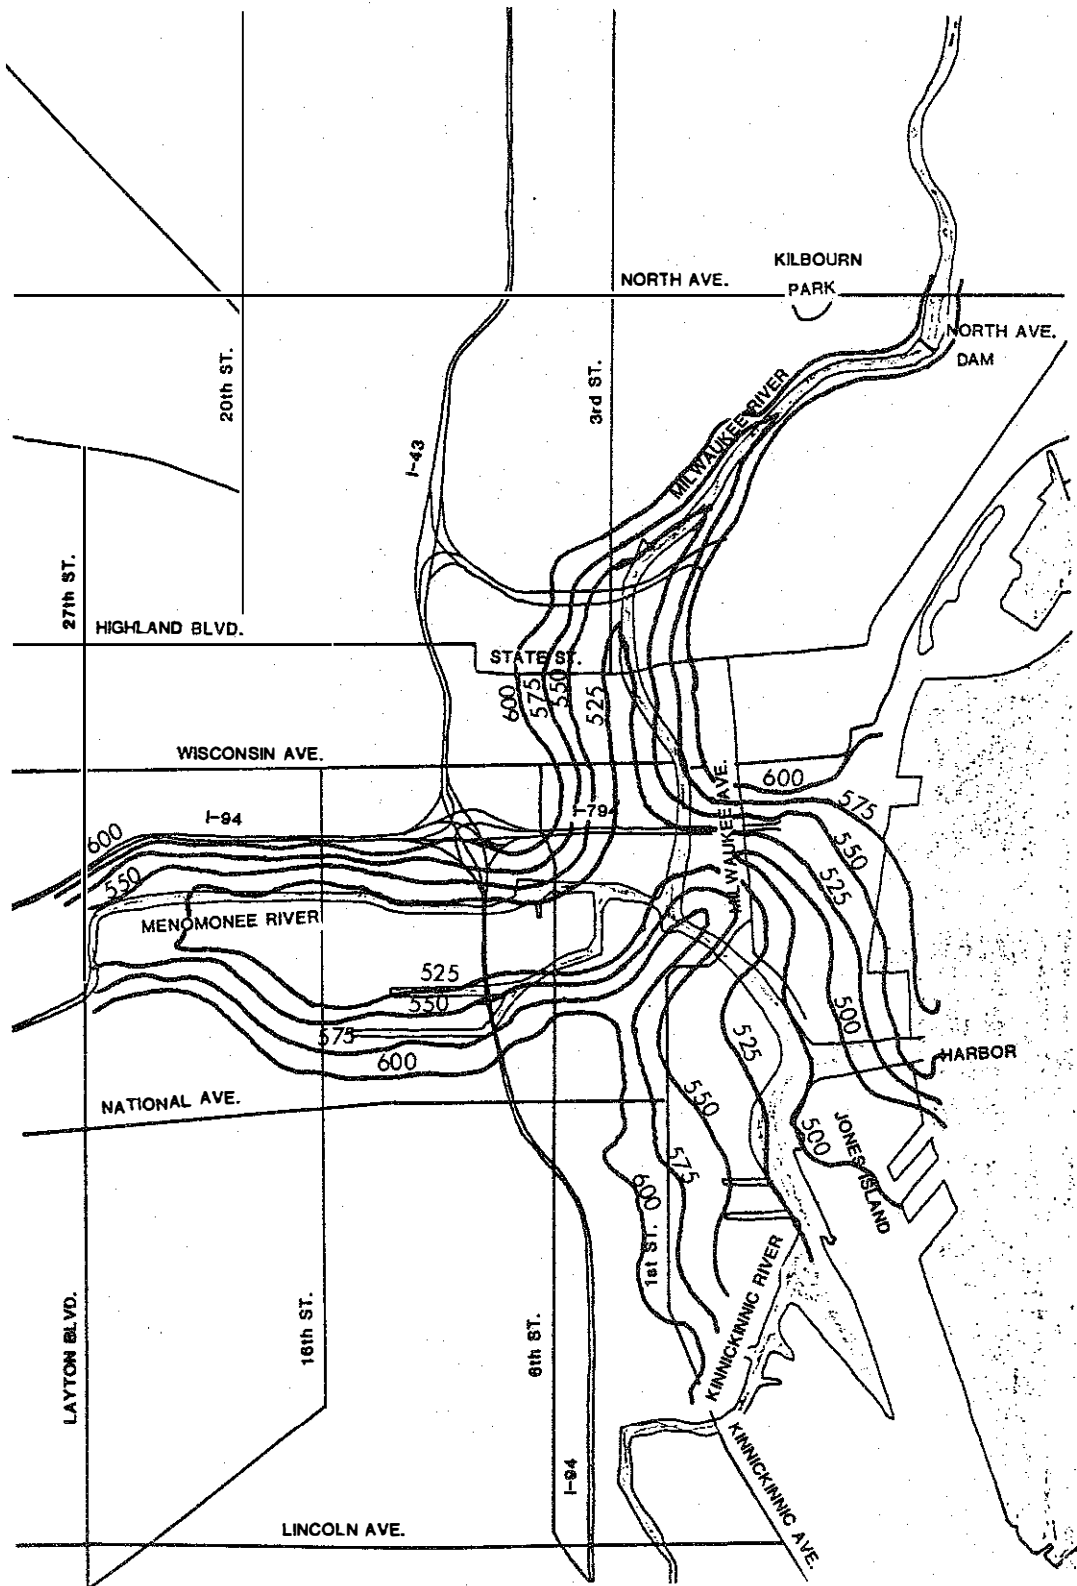 KILBOURN
PARK
NORTH AVE.
NORTH AVE.
DAM
20th ST.
3rd ST.
MILWAUKEE RIVER
I-43
27th ST.
HIGHLAND BLVD.
STATE ST.
600
575
550
525
WISCONSIN AVE.
MILWAUKEE AVE.
600
575
550
525
500
I-94
I-794
600
550
MENOMONEE RIVER
525
550
575
600
NATIONAL AVE.
525
550
575
600
500
HARBOR
JONES ISLAND
1st ST.
KINNICKINNIC RIVER
LAYTON BLVD.
16th ST.
6th ST.
I-94
KINNICKINNIC AVE.
LINCOLN AVE.